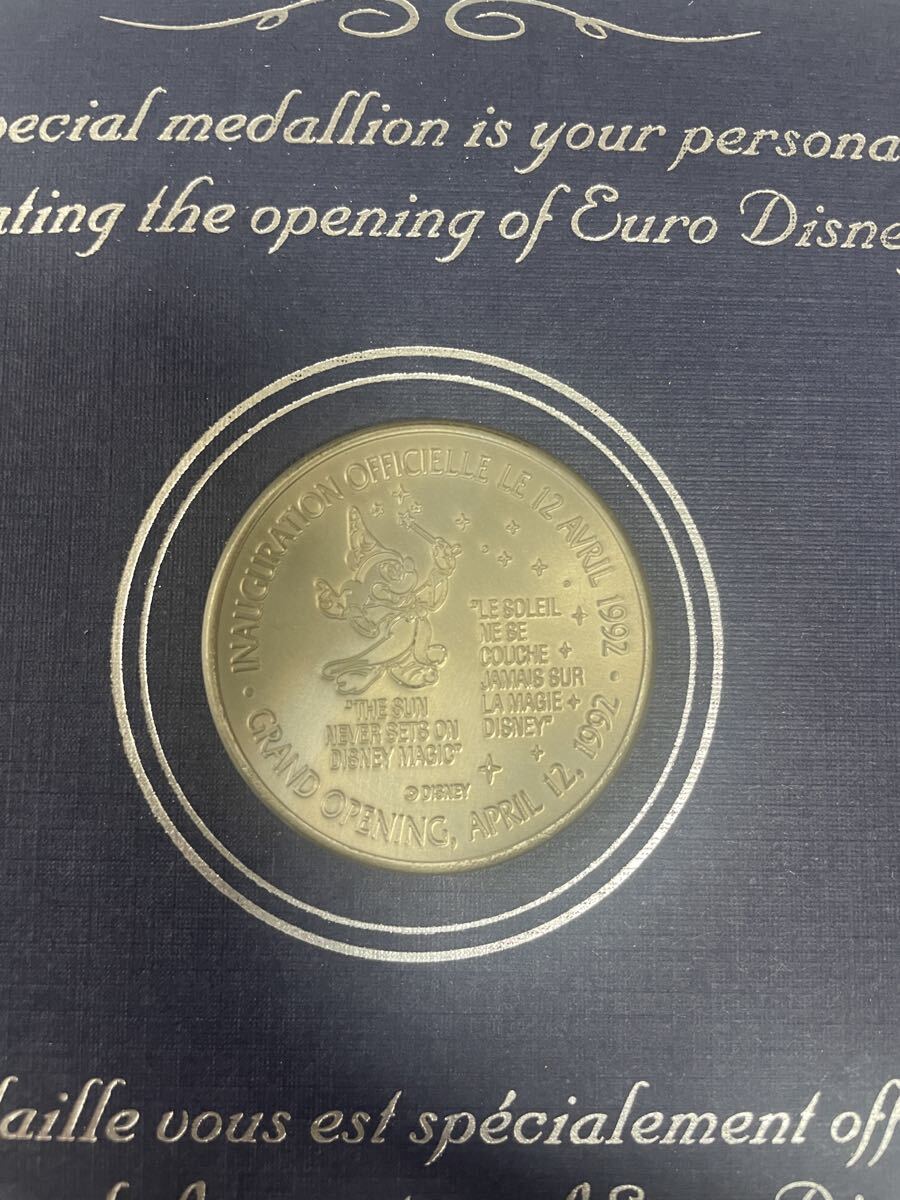 pecial medallion is your persona
ating the opening of Euro Disne
INAUGURATION OFFICIELLE LE 12 AVRIL 1992
"LE SOLEIL
NE SE
COUCHE
JAMAIS SUR
LA MAGIE
DISNEY"
"THE SUN
NEVER SETS ON
DISNEY MAGIC"
© DISNEY
GRAND OPENING, APRIL 12, 1992
aille vous est spécialement off